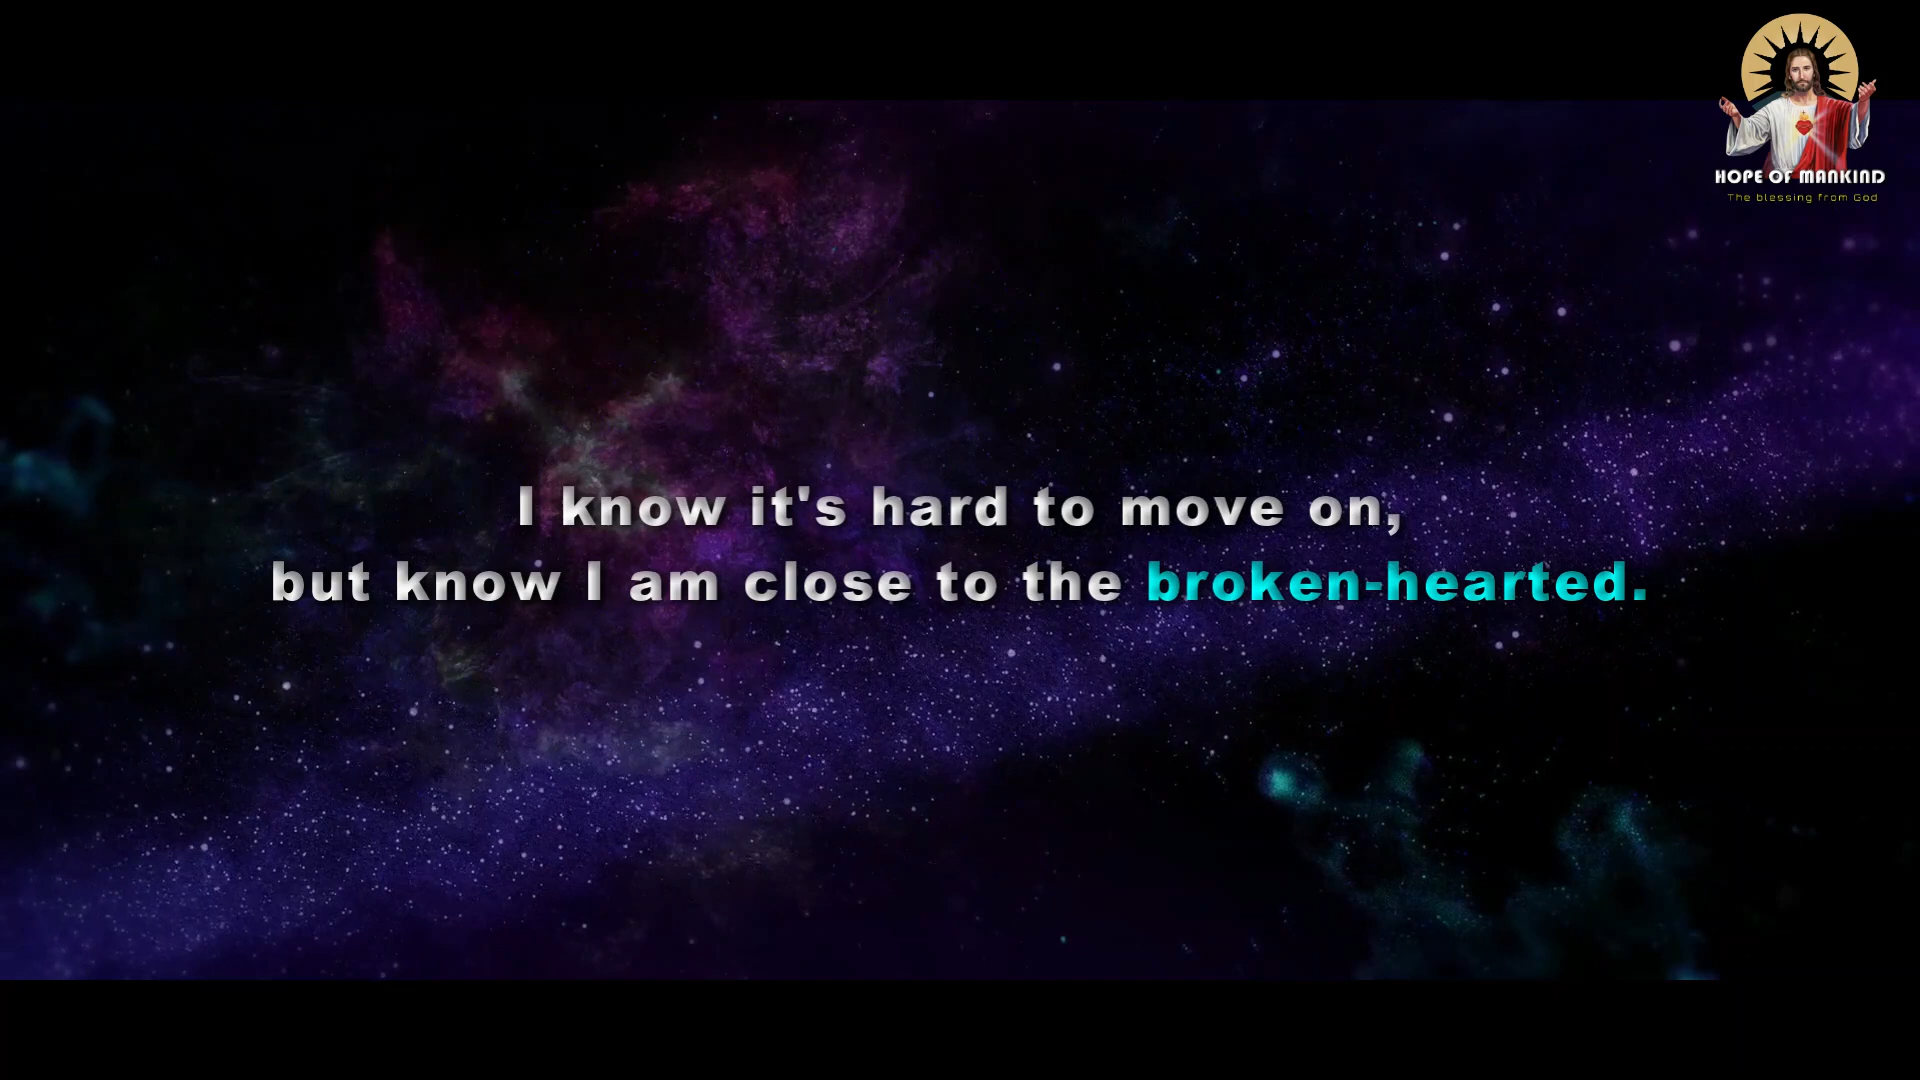 HOPE OF MANKIND
The blessing from God
I know it's hard to move on,
but know I am close to the broken-hearted.